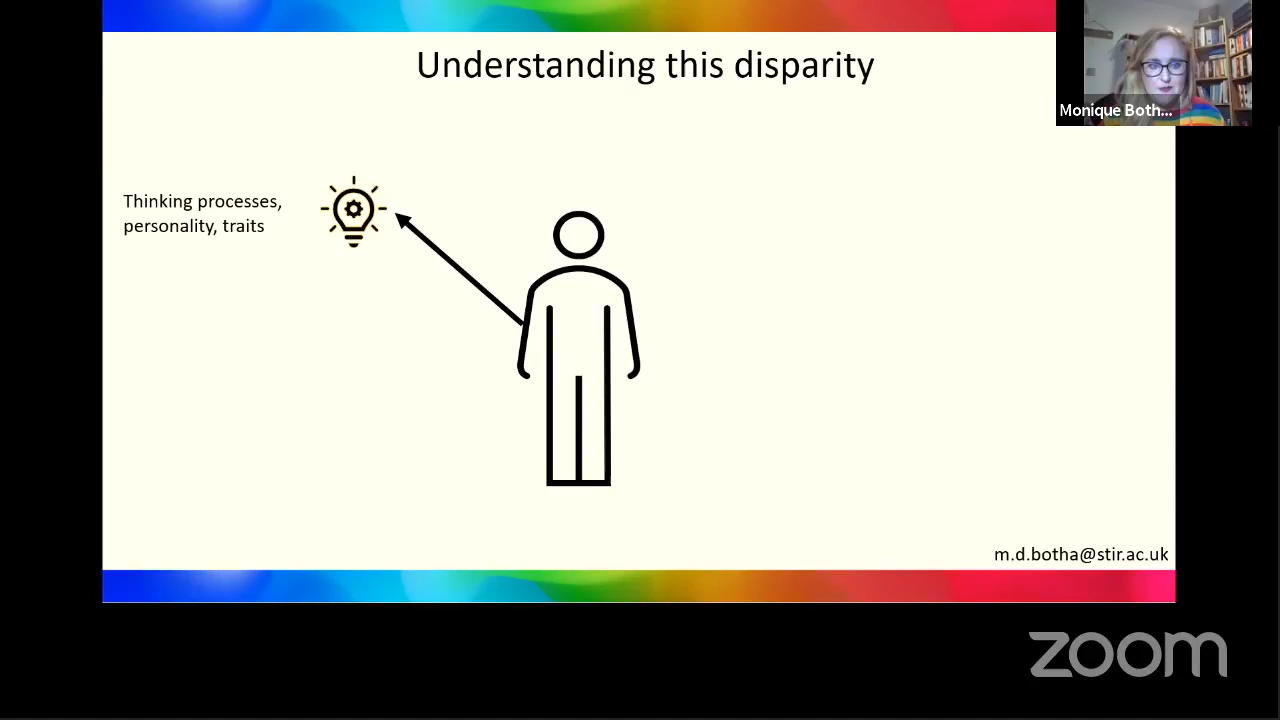 Understanding this disparity
Monique Both...
Thinking processes,
personality, traits
m.d.botha@stir.ac.uk
zoom